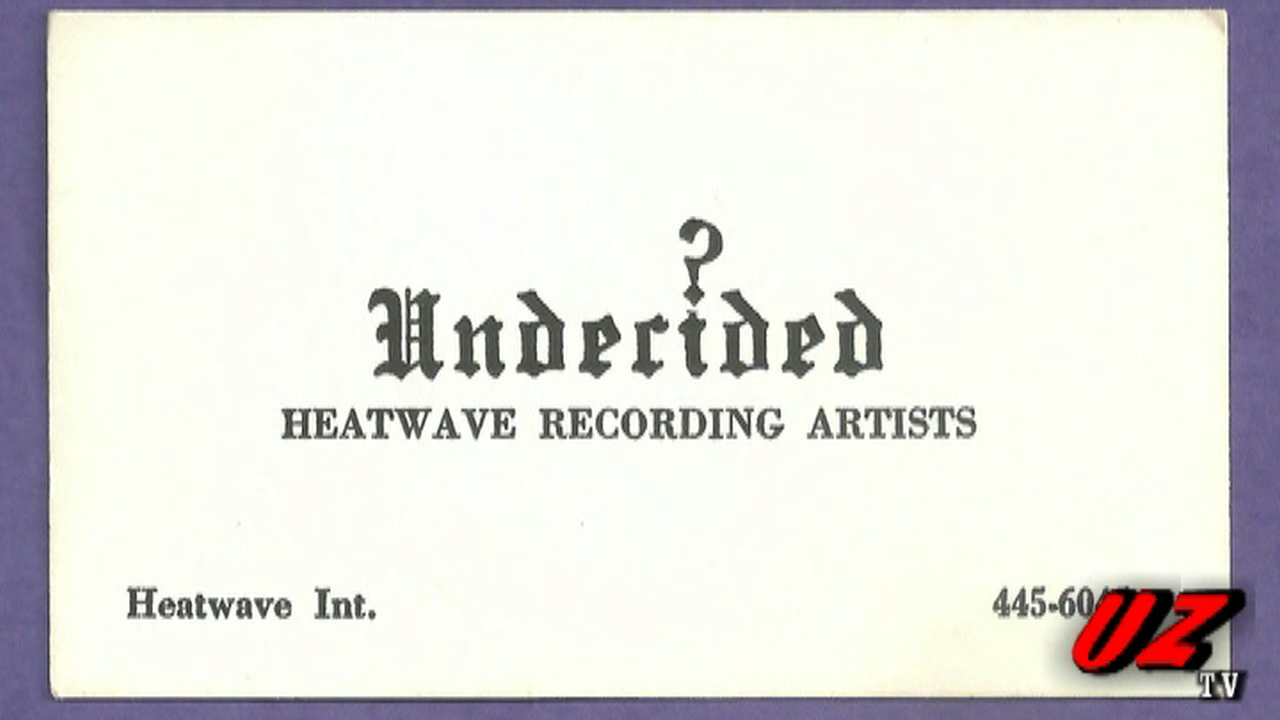 ?
Undecided
HEATWAVE RECORDING ARTISTS
Heatwave Int.
UZ
TV